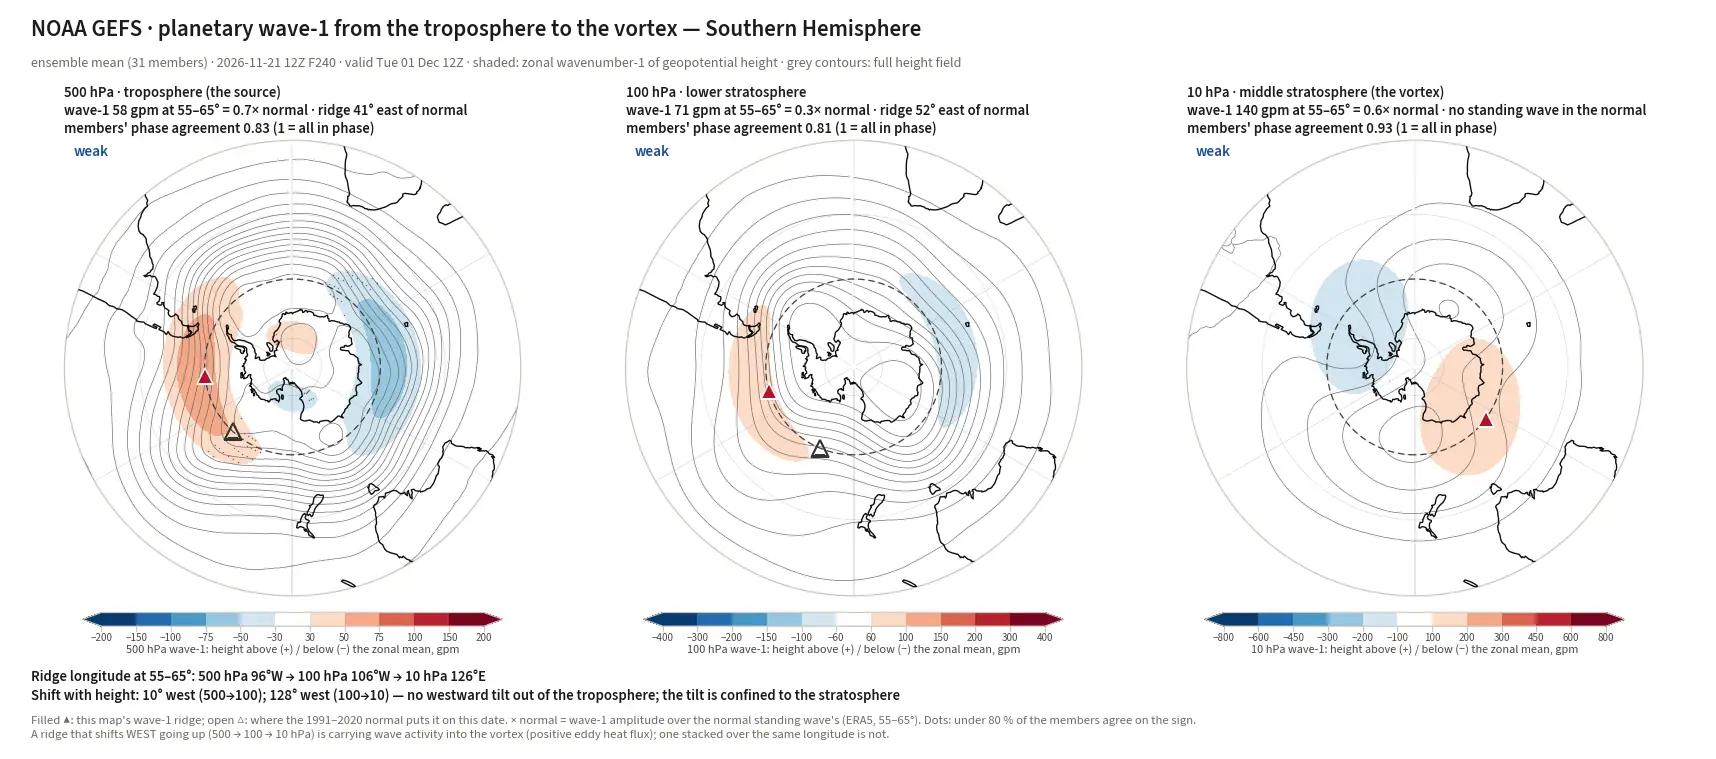 NOAA GEFS · planetary wave-1 from the troposphere to the vortex — Southern Hemisphere
ensemble mean (31 members) · 2026-11-21 12Z F240 · valid Tue 01 Dec 12Z · shaded: zonal wavenumber-1 of geopotential height · grey contours: full height field
500 hPa · troposphere (the source)
wave-1 58 gpm at 55–65° = 0.7× normal · ridge 41° east of normal
members' phase agreement 0.83 (1 = all in phase)
weak
100 hPa · lower stratosphere
wave-1 71 gpm at 55–65° = 0.3× normal · ridge 52° east of normal
members' phase agreement 0.81 (1 = all in phase)
weak
10 hPa · middle stratosphere (the vortex)
wave-1 140 gpm at 55–65° = 0.6× normal · no standing wave in the normal
members' phase agreement 0.93 (1 = all in phase)
weak
−200 −150 −100 −75 −50 −30 30 50 75 100 150 200
500 hPa wave-1: height above (+) / below (−) the zonal mean, gpm
−400 −300 −200 −150 −100 −60 60 100 150 200 300 400
100 hPa wave-1: height above (+) / below (−) the zonal mean, gpm
−800 −600 −450 −300 −200 −100 100 200 300 450 600 800
10 hPa wave-1: height above (+) / below (−) the zonal mean, gpm
Ridge longitude at 55–65°: 500 hPa 96°W → 100 hPa 106°W → 10 hPa 126°E
Shift with height: 10° west (500→100); 128° west (100→10) — no westward tilt out of the troposphere; the tilt is confined to the stratosphere
Filled ▲: this map's wave-1 ridge; open △: where the 1991–2020 normal puts it on this date. × normal = wave-1 amplitude over the normal standing wave's (ERA5, 55–65°). Dots: under 80 % of the members agree on the sign.
A ridge that shifts WEST going up (500 → 100 → 10 hPa) is carrying wave activity into the vortex (positive eddy heat flux); one stacked over the same longitude is not.